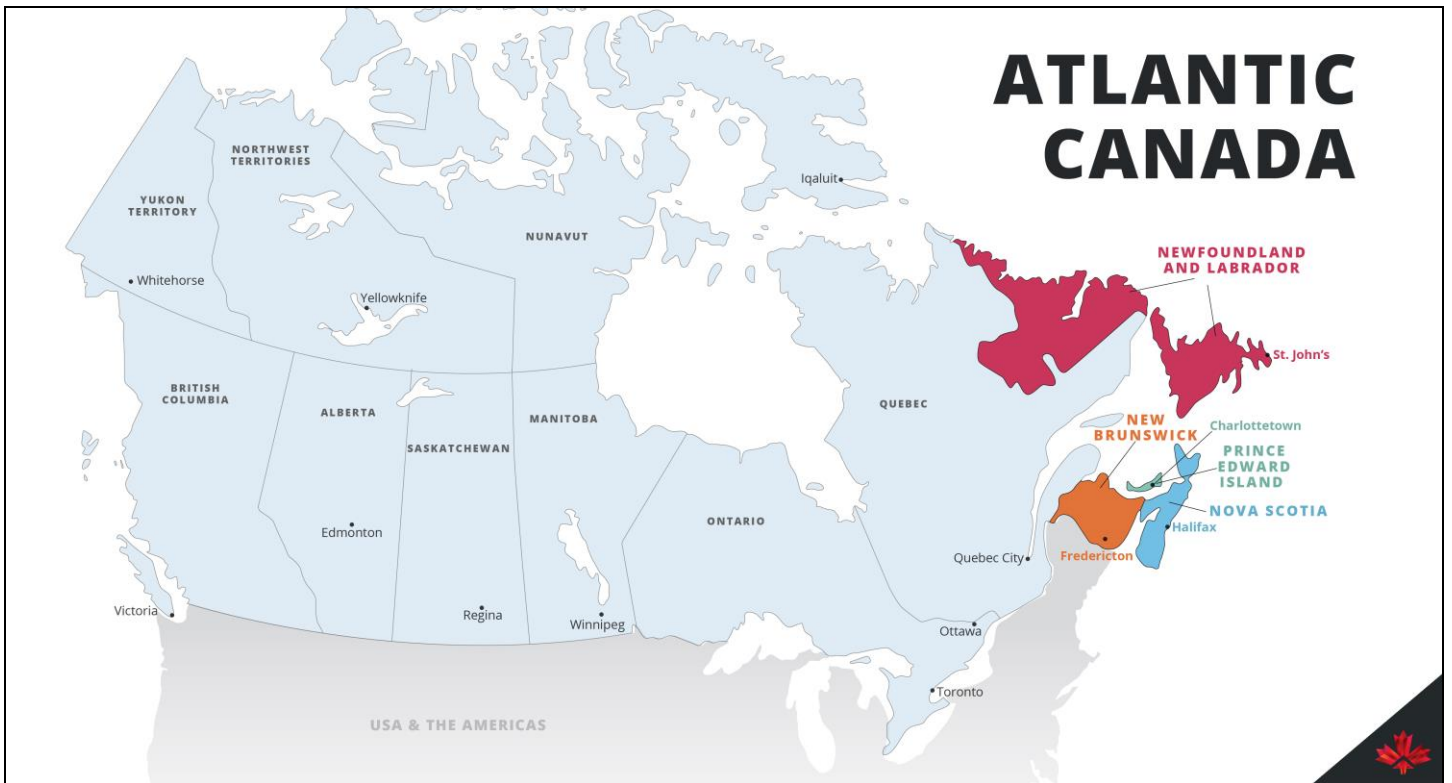 ATLANTIC
CANADA
NORTHWEST
TERRITORIES
YUKON
TERRITORY
Iqaluit
NUNAVUT
NEWFOUNDLAND
AND LABRADOR
Whitehorse
Yellowknife
St. John's
BRITISH
COLUMBIA
ALBERTA
MANITOBA
SASKATCHEWAN
QUEBEC
NEW
BRUNSWICK
Charlottetown
PRINCE
EDWARD
ISLAND
NOVA SCOTIA
ONTARIO
Edmonton
Halifax
Quebec City
Fredericton
Victoria
Regina
Winnipeg
Ottawa
Toronto
USA & THE AMERICAS